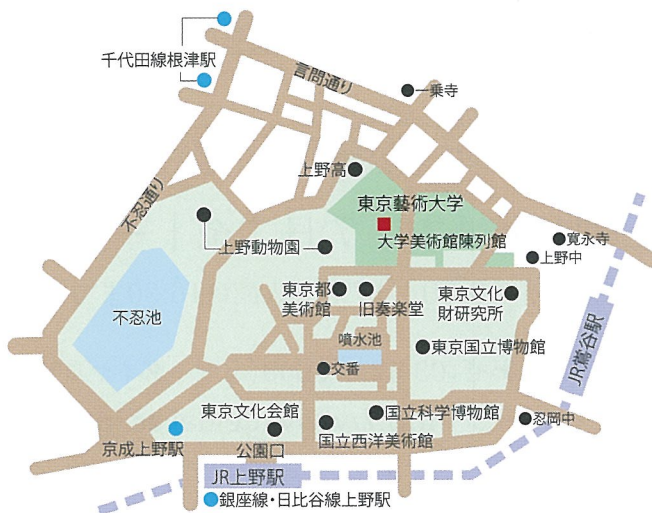 千代田線根津駅
言問通り
一乗寺
上野高
東京藝術大学
大学美術館陳列館
不忍通り
上野動物園
寛永寺
上野中
東京都
美術館
旧奏楽堂
東京文化
財研究所
不忍池
噴水池
東京国立博物館
JR鶯谷駅
交番
東京文化会館
国立科学博物館
忍岡中
京成上野駅
公園口
国立西洋美術館
JR上野駅
銀座線・日比谷線上野駅